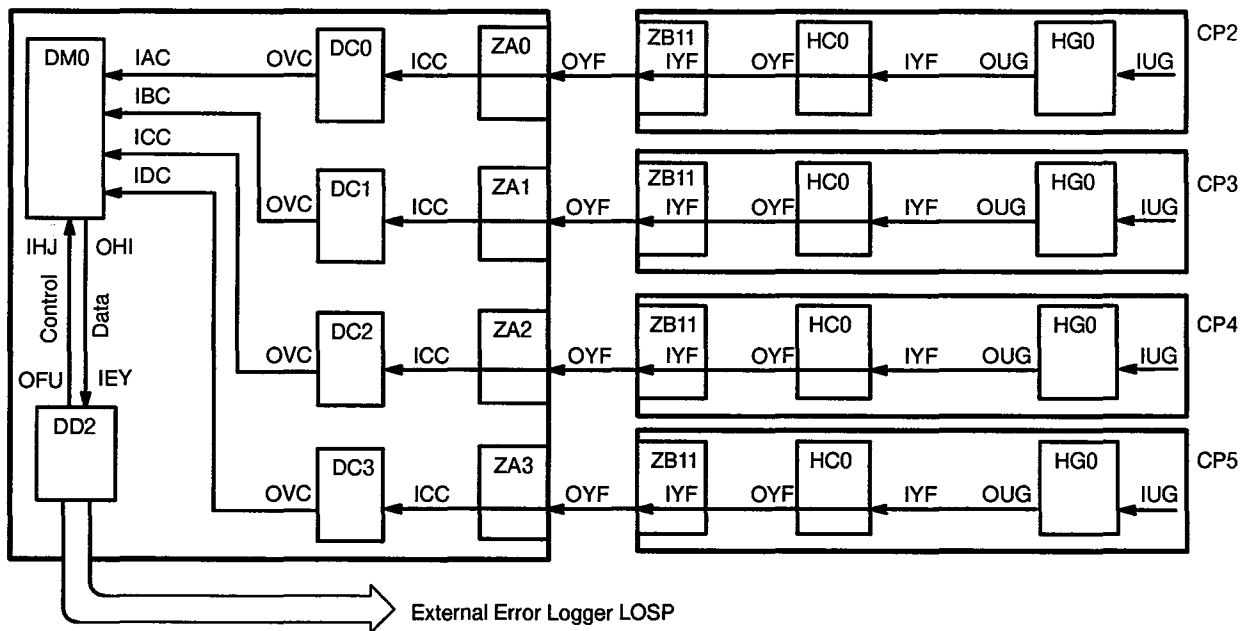 DM0 IAC OVC DC0 ICC ZA0 OYF ZB11 IYF OYF HC0 IYF OUG HG0 IUG CP2
IBC
ICC
IDC
OVC DC1 ICC ZA1 OYF ZB11 IYF OYF HC0 IYF OUG HG0 IUG CP3
IHJ OHI
Control
Data
OVC DC2 ICC ZA2 OYF ZB11 IYF OYF HC0 IYF OUG HG0 IUG CP4
OFU IEY
DD2
OVC DC3 ICC ZA3 OYF ZB11 IYF OYF HC0 IYF OUG HG0 IUG CP5
External Error Logger LOSP